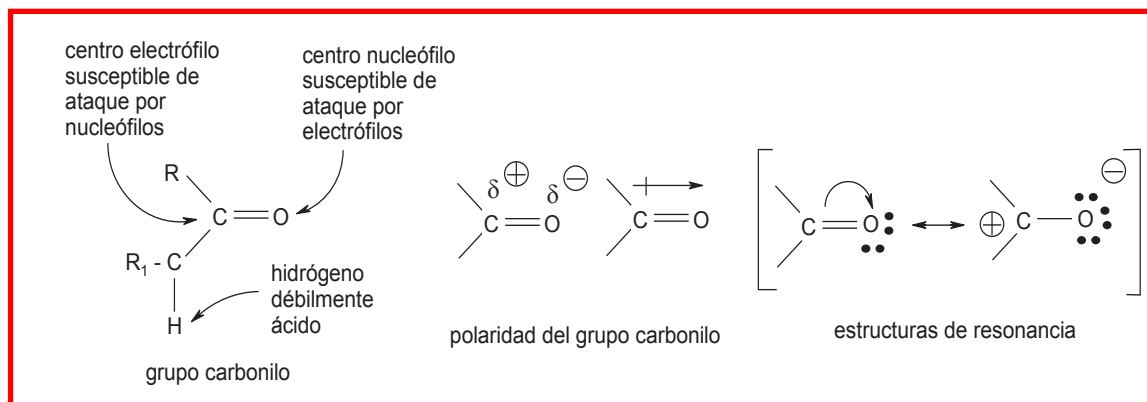 centro electrófilo
susceptible de
ataque por
nucleófilos
centro nucleófilo
susceptible de
ataque por
electrófilos
R
C
O
R1 - C
H
hidrógeno
débilmente
ácido
grupo carbonilo
δ ⊕ δ ⊖
C O C O
polaridad del grupo carbonilo
⊖
C O ⊕ C O
estructuras de resonancia